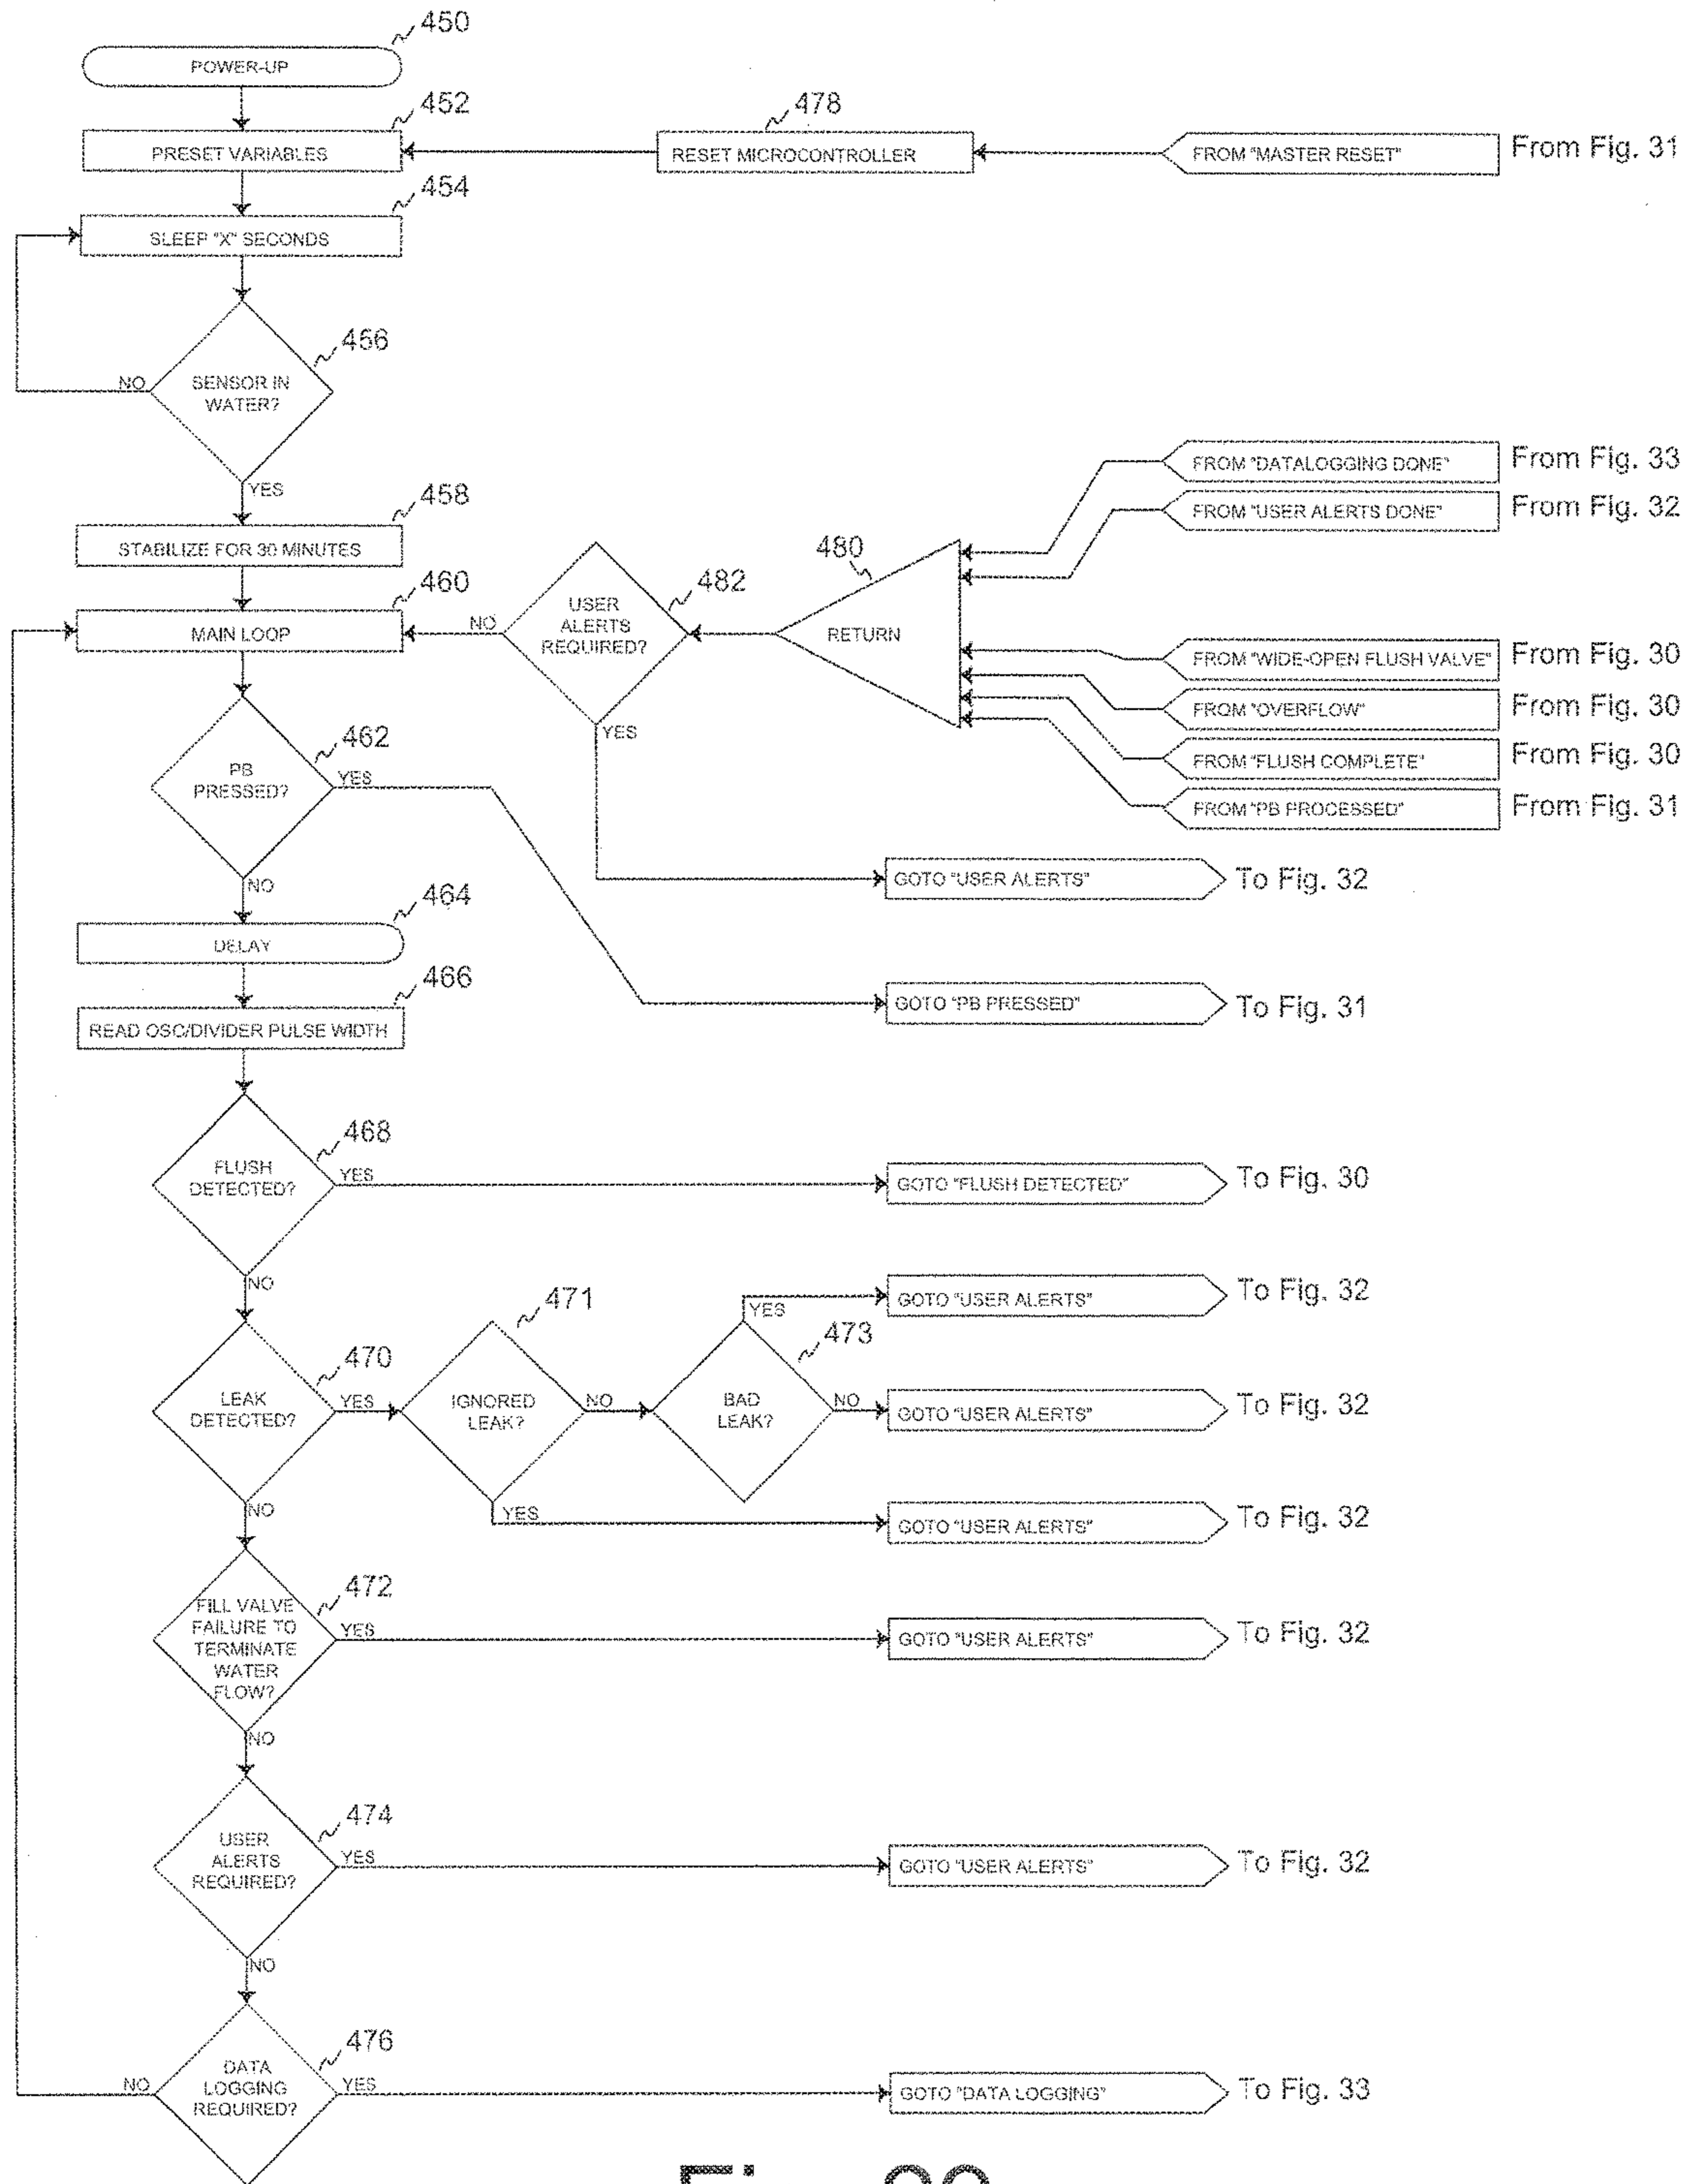 450
POWER-UP
452
PRESET VARIABLES
478
RESET MICROCONTROLLER
FROM "MASTER RESET"
From Fig. 31
454
SLEEP "X" SECONDS
456
SENSOR IN
WATER?
NO
YES
458
STABILIZE FOR 30 MINUTES
460
MAIN LOOP
NO
USER
ALERTS
REQUIRED?
482
YES
480
RETURN
FROM "DATALOGGING DONE"
From Fig. 33
FROM "USER ALERTS DONE"
From Fig. 32
FROM "WIDE-OPEN FLUSH VALVE"
From Fig. 30
FROM "OVERFLOW"
From Fig. 30
FROM "FLUSH COMPLETE"
From Fig. 30
FROM "PB PROCESSED"
From Fig. 31
462
PB
PRESSED?
YES
NO
GOTO "USER ALERTS"
To Fig. 32
464
DELAY
466
READ OSC/DIVIDER PULSE WIDTH
GOTO "PB PRESSED"
To Fig. 31
468
FLUSH
DETECTED?
YES
NO
GOTO "FLUSH DETECTED"
To Fig. 30
470
LEAK
DETECTED?
YES
NO
471
IGNORED
LEAK?
NO
YES
473
BAD
LEAK?
YES
NO
GOTO "USER ALERTS"
To Fig. 32
GOTO "USER ALERTS"
To Fig. 32
GOTO "USER ALERTS"
To Fig. 32
472
FILL VALVE
FAILURE TO
TERMINATE
WATER
FLOW?
YES
NO
GOTO "USER ALERTS"
To Fig. 32
474
USER
ALERTS
REQUIRED?
YES
NO
GOTO "USER ALERTS"
To Fig. 32
476
DATA
LOGGING
REQUIRED?
NO
YES
GOTO "DATA LOGGING"
To Fig. 33